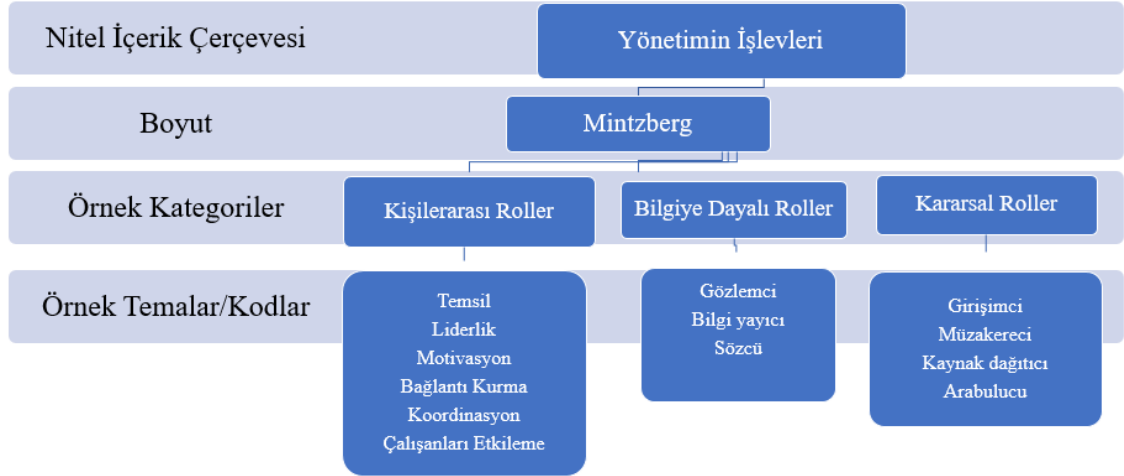 Nitel İçerik Çerçevesi
Yönetimin İşlevleri
Boyut
Mintzberg
Örnek Kategoriler
Kişilerarası Roller
Bilgiye Dayalı Roller
Kararsal Roller
Örnek Temalar/Kodlar
Temsil
Liderlik
Motivasyon
Bağlantı Kurma
Koordinasyon
Çalışanları Etkileme
Gözlemci
Bilgi yayıcı
Sözcü
Girişimci
Müzakereci
Kaynak dağıtıcı
Arabulucu